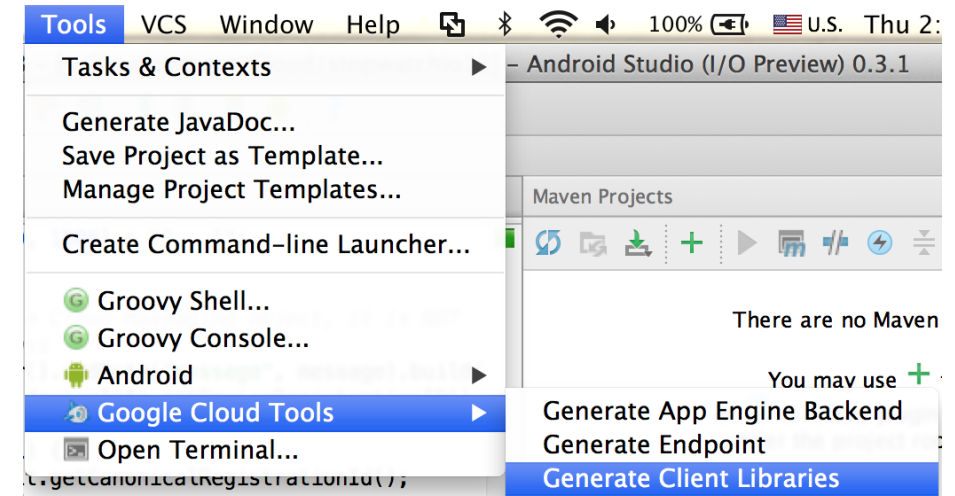 Tools VCS Window Help 100% U.S. Thu 2:
Tasks & Contexts
– Android Studio (I/O Preview) 0.3.1
Generate JavaDoc...
Save Project as Template...
Manage Project Templates...
Maven Projects
Create Command-line Launcher...
Groovy Shell...
Groovy Console...
There are no Maven
Android
You may use +
Google Cloud Tools
Generate App Engine Backend
Generate Endpoint
Open Terminal...
Generate Client Libraries
t.getCanonicalRegistrationId();